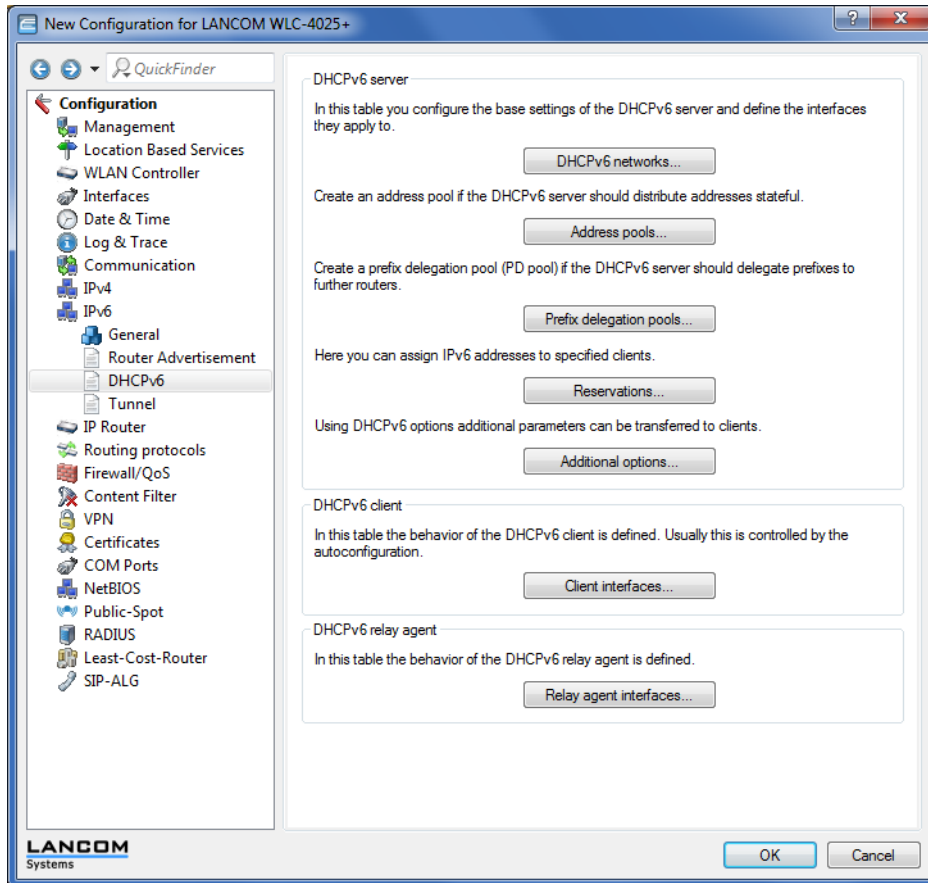 New Configuration for LANCOM WLC-4025+
?
X
QuickFinder
Configuration
Management
Location Based Services
WLAN Controller
Interfaces
Date & Time
Log & Trace
Communication
IPv4
IPv6
General
Router Advertisement
DHCPv6
Tunnel
IP Router
Routing protocols
Firewall/QoS
Content Filter
VPN
Certificates
COM Ports
NetBIOS
Public-Spot
RADIUS
Least-Cost-Router
SIP-ALG
DHCPv6 server
In this table you configure the base settings of the DHCPv6 server and define the interfaces
they apply to.
DHCPv6 networks...
Create an address pool if the DHCPv6 server should distribute addresses stateful.
Address pools...
Create a prefix delegation pool (PD pool) if the DHCPv6 server should delegate prefixes to
further routers.
Prefix delegation pools...
Here you can assign IPv6 addresses to specified clients.
Reservations...
Using DHCPv6 options additional parameters can be transferred to clients.
Additional options...
DHCPv6 client
In this table the behavior of the DHCPv6 client is defined. Usually this is controlled by the
autoconfiguration.
Client interfaces...
DHCPv6 relay agent
In this table the behavior of the DHCPv6 relay agent is defined.
Relay agent interfaces...
LANCOM
Systems
OK
Cancel